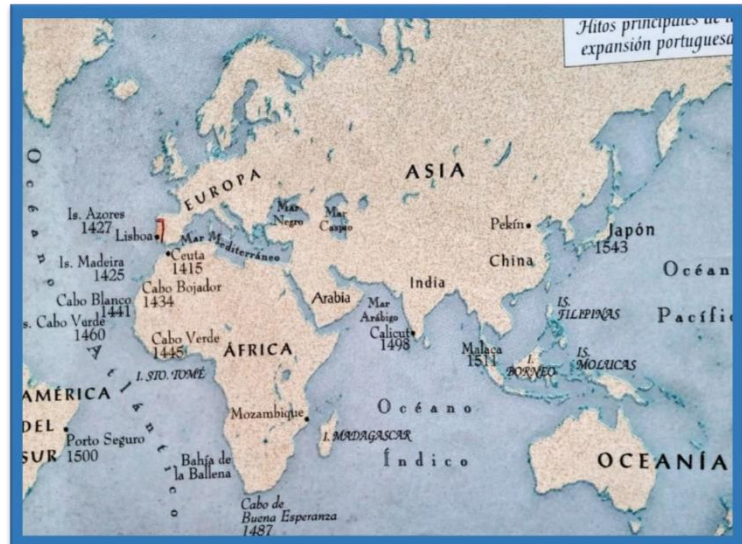 Hitos principales de
expansión portuguesa
Océano
Atlántico
EUROPA
ASIA
Is. Azores
1427
Lisboa
Mar
Negro
Mar
Caspio
Mar Mediterráneo
Pekín
Japón
1543
China
Ceuta
1415
Is. Madeira
1425
Cabo Bojador
1434
Cabo Blanco
1441
s. Cabo Verde
1460
Cabo Verde
1445
ÁFRICA
I. STO. TOMÉ
Arabia
Mar
Arábigo
India
Calicut
1498
Malaca
1511
IS.
FILIPINAS
I.
BORNEO
IS.
MOLUCAS
Océan
Pacífi
AMÉRICA
DEL
SUR
Porto Seguro
1500
Mozambique
I. MADAGASCAR
Océano
Índico
OCEANÍA
Bahía de
la Ballena
Cabo de
Buena Esperanza
1487